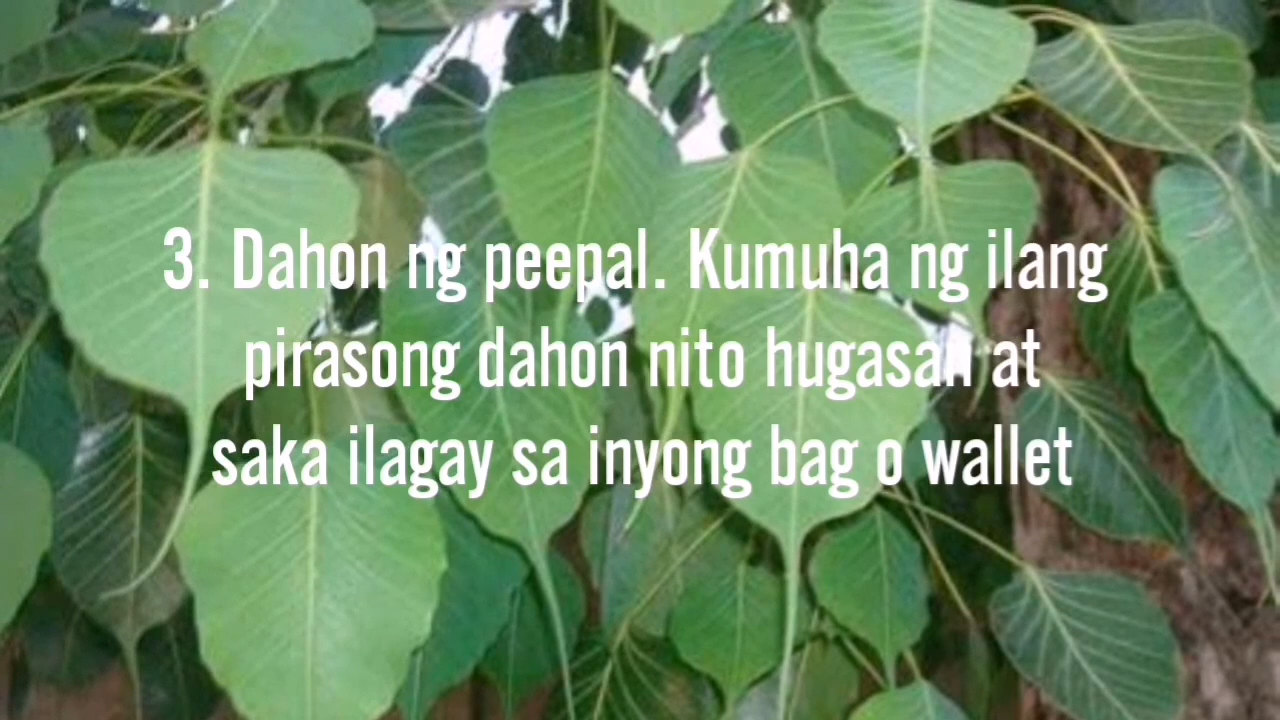 3. Dahon ng peepal. Kumuha ng ilang
pirasong dahon nito hugasan at
saka ilagay sa inyong bag o wallet